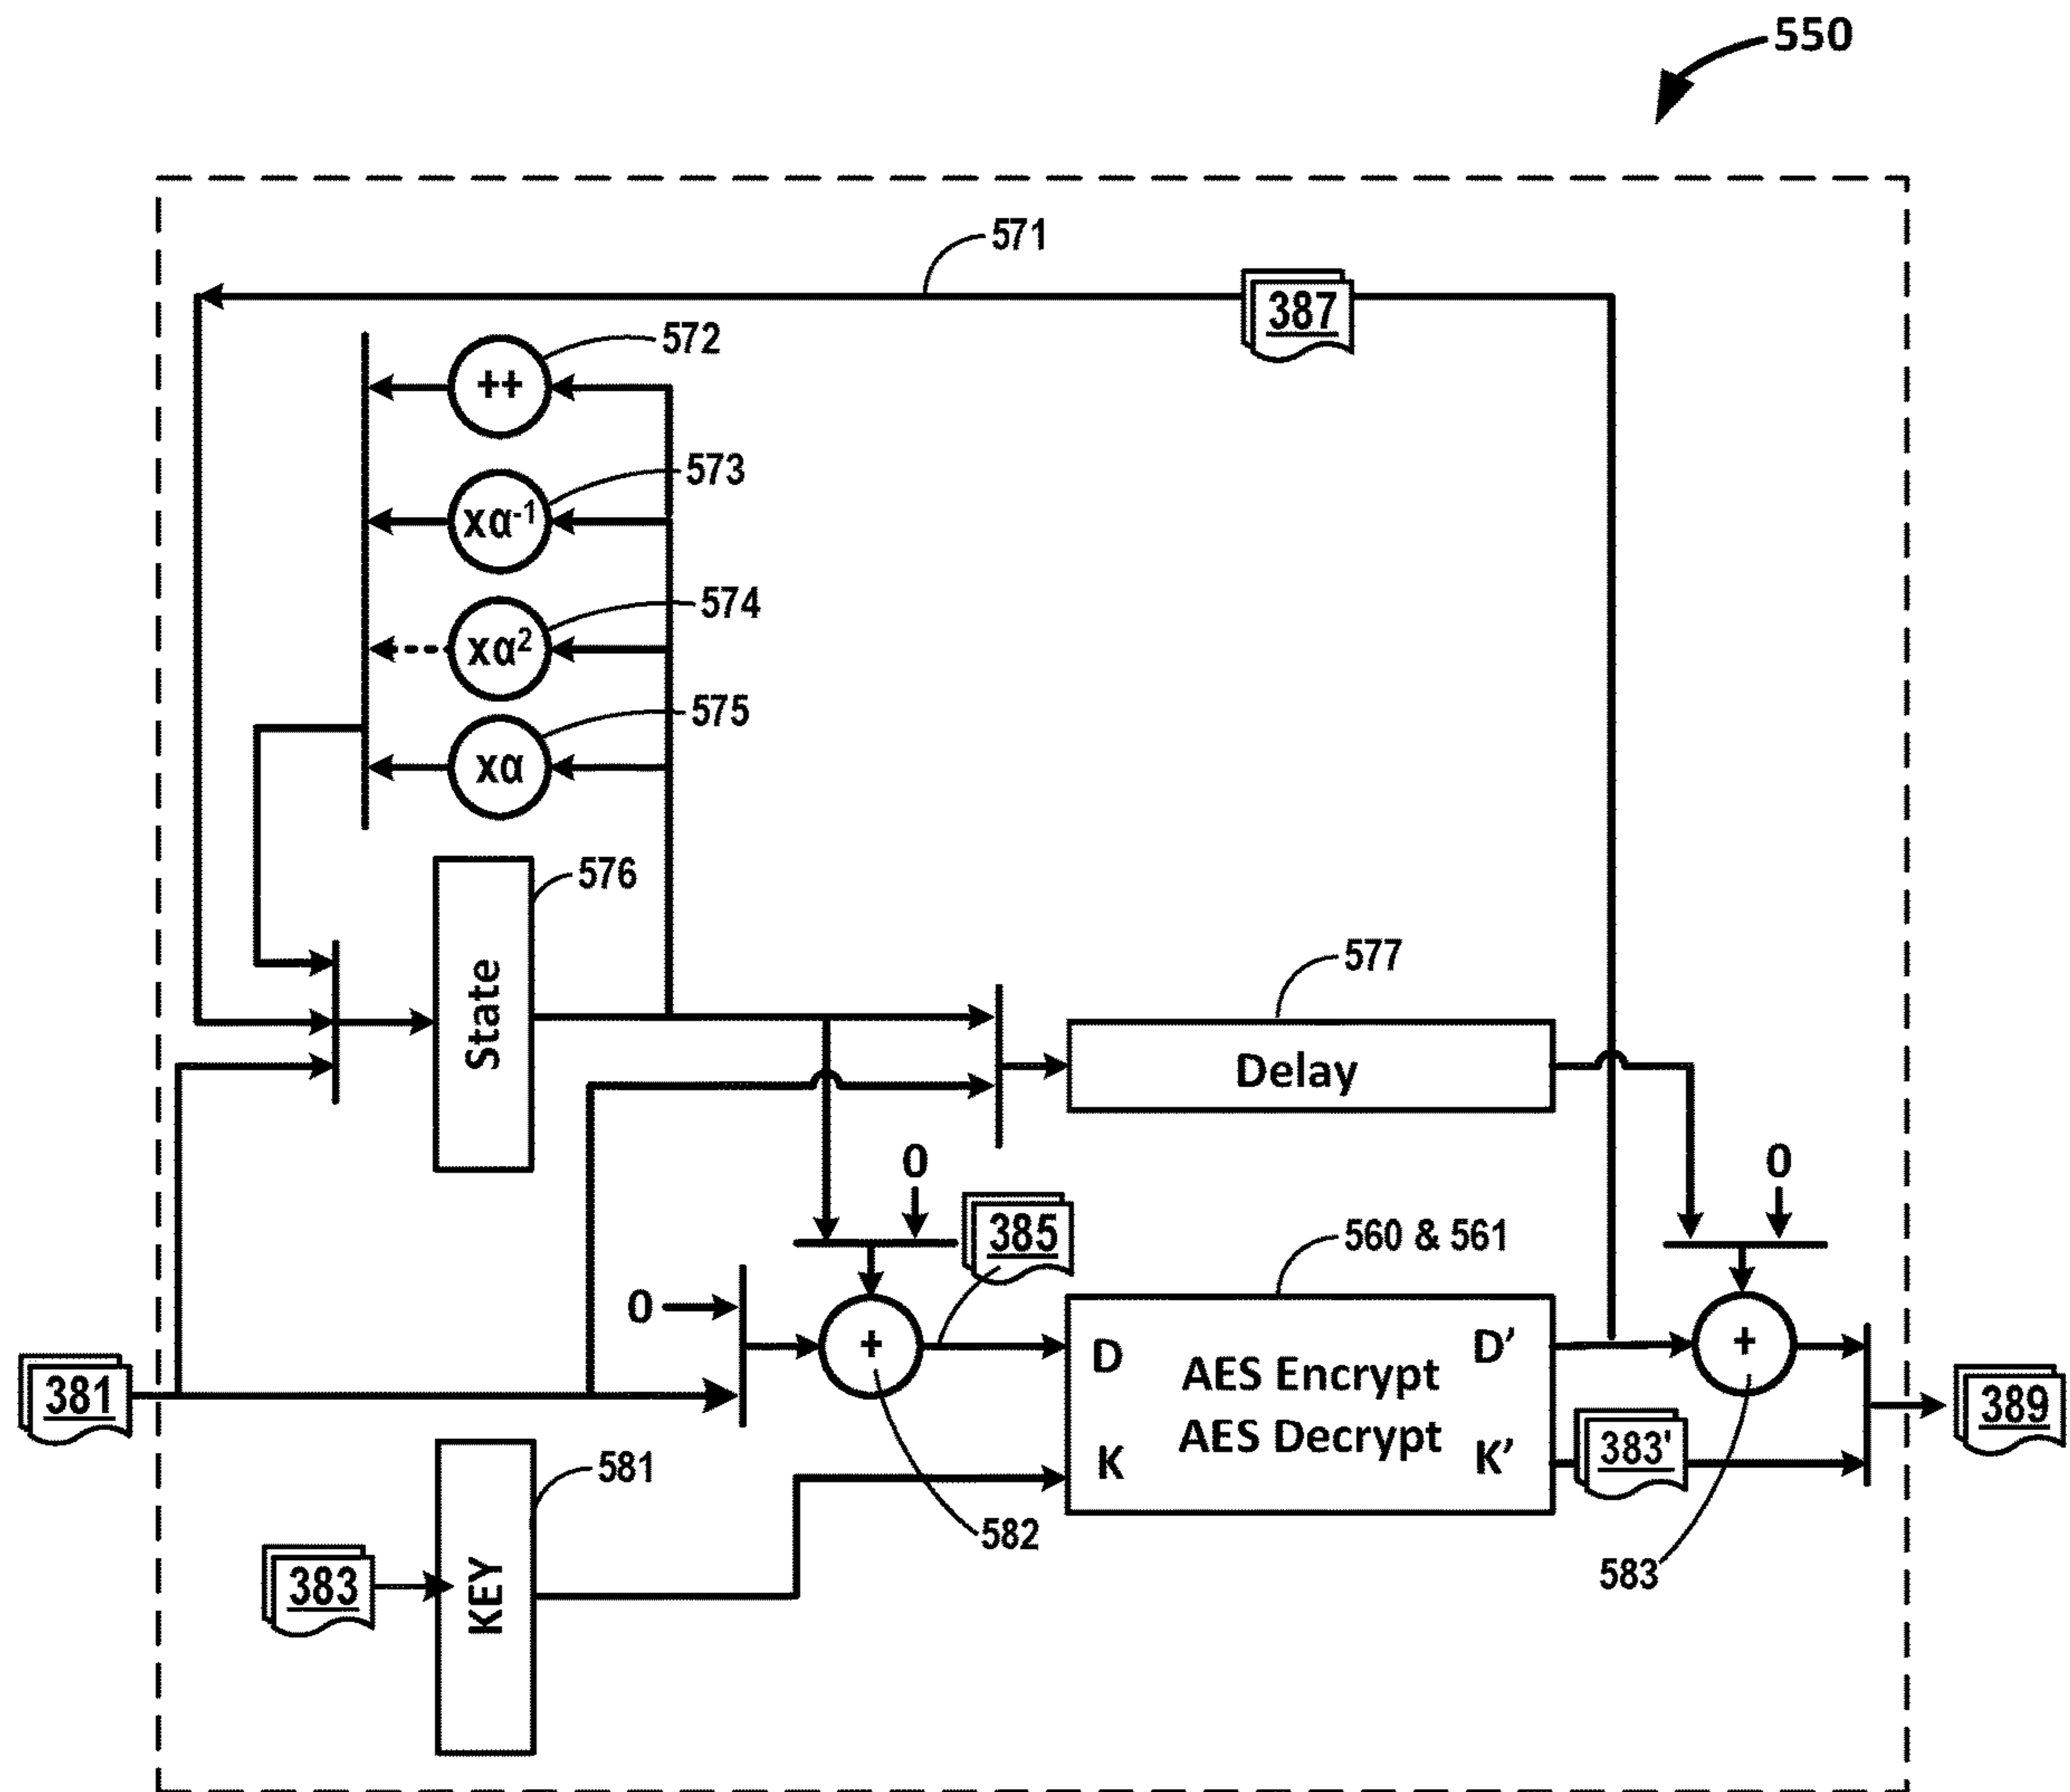 550
571
387
572
++
573
xα⁻¹
574
xα²
575
xα
576
State
577
Delay
0
0
385
560 & 561
0
+
D
AES Encrypt
D'
+
381
389
AES Decrypt
K
K'
383'
581
582
583
383
KEY